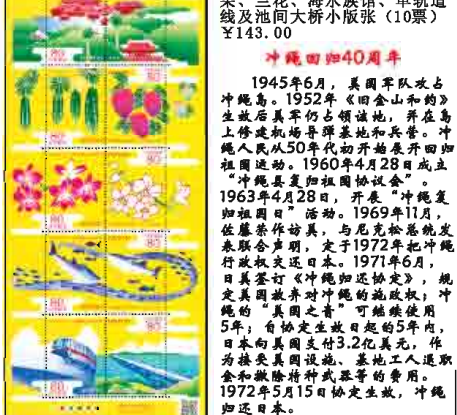 菜、兰花、海水族馆、单轨道
线及池间大桥小版张（10票）
¥143.00
冲绳回归40周年
1945年6月，美国军队攻占
冲绳岛。1952年《旧金山和约》
生效后美军仍占领该地，并在岛
上修建机场导弹基地和兵营。冲
绳人民从50年代初开始展开回归
祖国运动。1960年4月28日成立
“冲绳县复归祖国协议会”。
1963年4月28日，开展“冲绳复
归祖国日”活动。1969年11月，
佐藤荣作访美，与尼克松总统发
表联合声明，定于1972年把冲绳
行政权交还日本。1971年6月，
日美签订《冲绳归还协定》，规
定美国放弃对冲绳的施政权；冲
绳的“美国之音”可继续使用
5年；自协定生效日起的5年内，
日本向美国支付3.2亿美元，作
为接受美国设施、基地工人退职
金和撤除特种武器等的费用。
1972年5月15日协定生效，冲绳
归还日本。
80
80
80
80
80
80
80
80